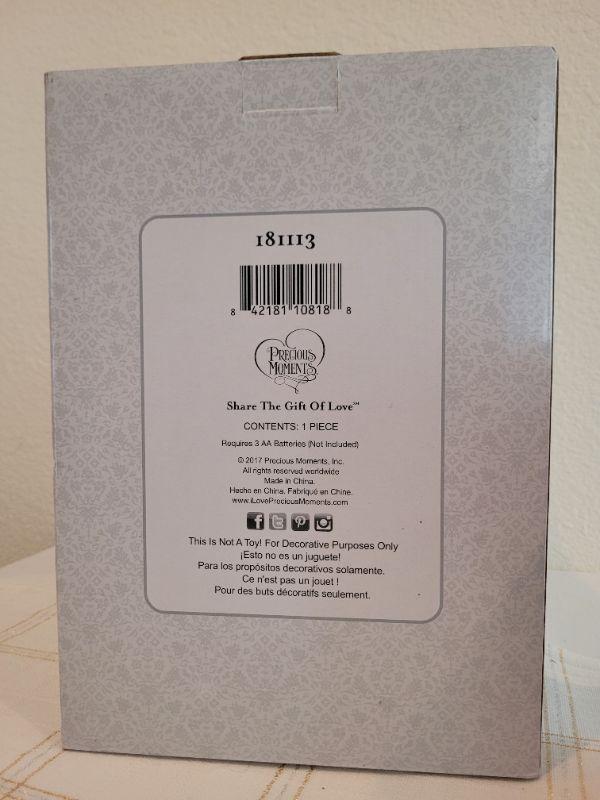 181113
8 42181 10818 8
PRECIOUS
MOMENTS
Share The Gift Of Love℠
CONTENTS: 1 PIECE
Requires 3 AA Batteries (Not Included)
© 2017 Precious Moments, Inc.
All rights reserved worldwide
Made in China.
Hecho en China. Fabriqué en Chine.
www.iLovePreciousMoments.com
This Is Not A Toy! For Decorative Purposes Only
¡Esto no es un juguete!
Para los propósitos decorativos solamente.
Ce n'est pas un jouet !
Pour des buts décoratifs seulement.